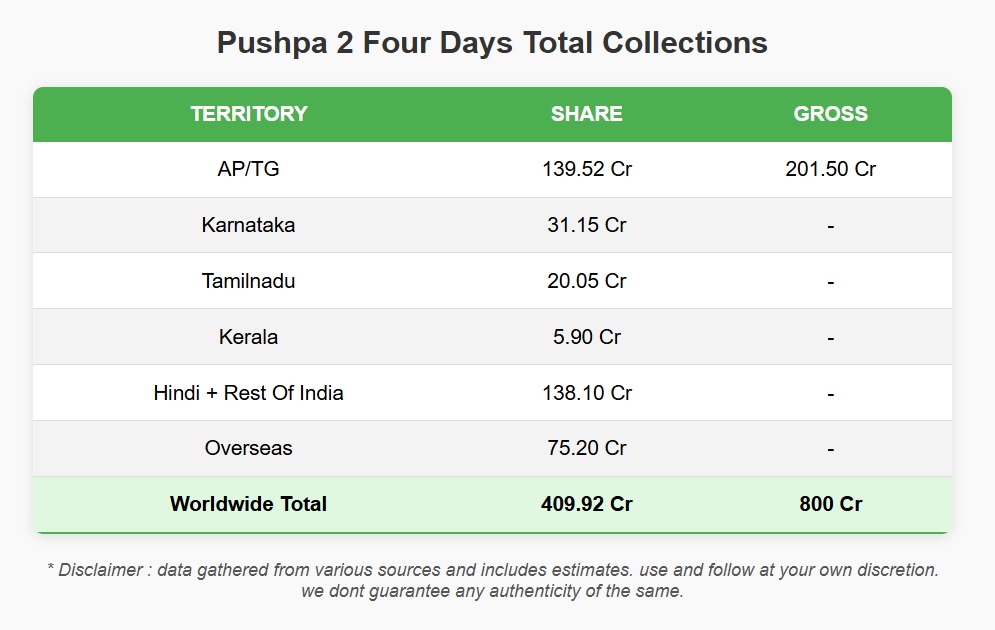 Pushpa 2 Four Days Total Collections
TERRITORY SHARE GROSS
AP/TG 139.52 Cr 201.50 Cr
Karnataka 31.15 Cr -
Tamilnadu 20.05 Cr -
Kerala 5.90 Cr -
Hindi + Rest Of India 138.10 Cr -
Overseas 75.20 Cr -
Worldwide Total 409.92 Cr 800 Cr
* Disclaimer : data gathered from various sources and includes estimates. use and follow at your own discretion.
we dont guarantee any authenticity of the same.